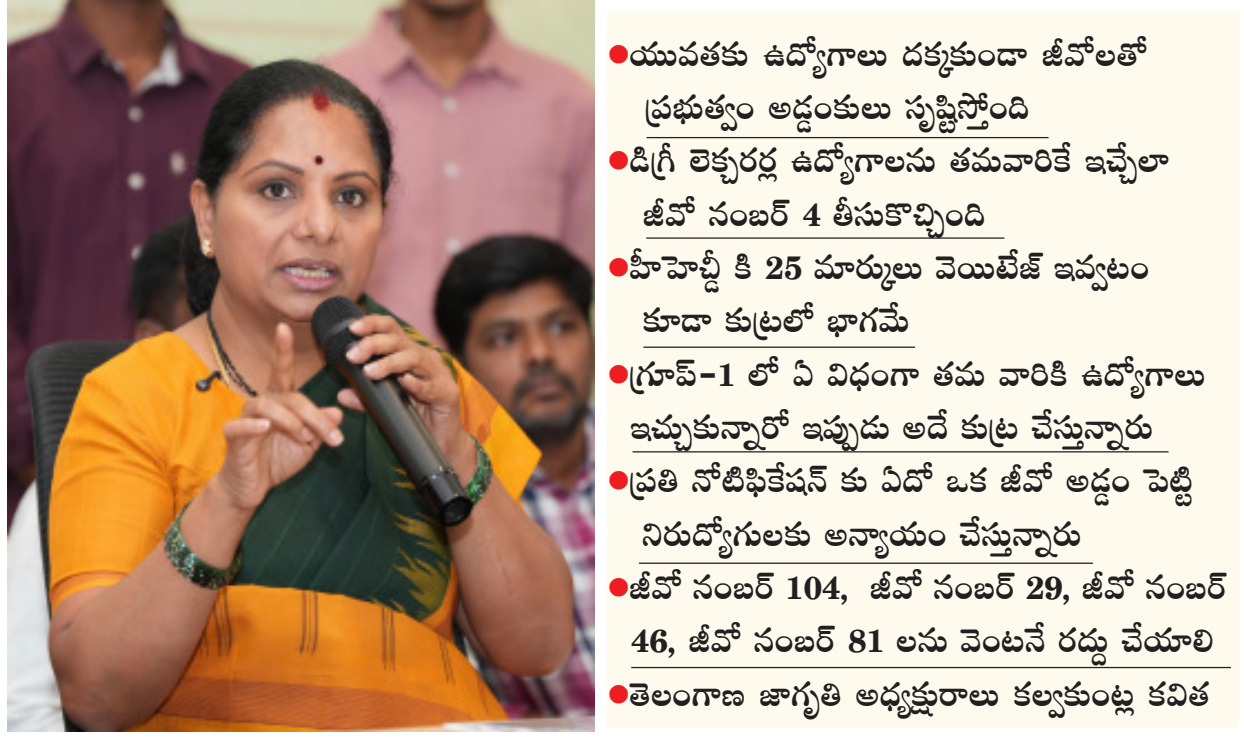 ●యువతకు ఉద్యోగాలు దక్కకుండా జీవోలతో
ప్రభుత్వం అడ్డంకులు సృష్టిస్తోంది
●డిగ్రీ లెక్చరర్ల ఉద్యోగాలను తమవారికే ఇచ్చేలా
జీవో నంబర్ 4 తీసుకొచ్చింది
●హీహెచ్డీ కి 25 మార్కులు వెయిటేజ్ ఇవ్వటం
కూడా కుట్రలో భాగమే
●గ్రూప్-1 లో ఏ విధంగా తమ వారికి ఉద్యోగాలు
ఇచ్చుకున్నారో ఇప్పుడు అదే కుట్ర చేస్తున్నారు
●ప్రతి నోటిఫికేషన్ కు ఏదో ఒక జీవో అడ్డం పెట్టి
నిరుద్యోగులకు అన్యాయం చేస్తున్నారు
●జీవో నంబర్ 104, జీవో నంబర్ 29, జీవో నంబర్
46, జీవో నంబర్ 81 లను వెంటనే రద్దు చేయాలి
●తెలంగాణ జాగృతి అధ్యక్షురాలు కల్వకుంట్ల కవిత